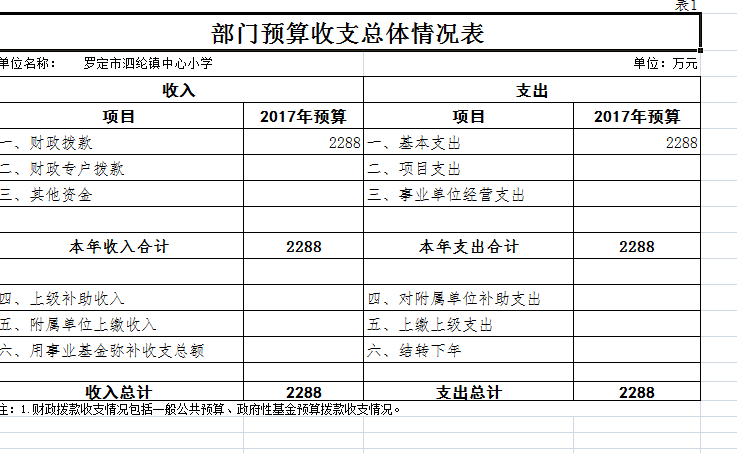 表1
部门预算收支总体情况表
单位名称： 罗定市泗纶镇中心小学 单位：万元
收入 支出
项目 2017年预算 项目 2017年预算
一、财政拨款 2288 一、基本支出 2288
二、财政专户拨款 二、项目支出
三、其他资金 三、事业单位经营支出
本年收入合计 2288 本年支出合计 2288
四、上级补助收入 四、对附属单位补助支出
五、附属单位上缴收入 五、上缴上级支出
六、用事业基金弥补收支总额 六、结转下年
收入总计 2288 支出总计 2288
注：1.财政拨款收支情况包括一般公共预算、政府性基金预算拨款收支情况。